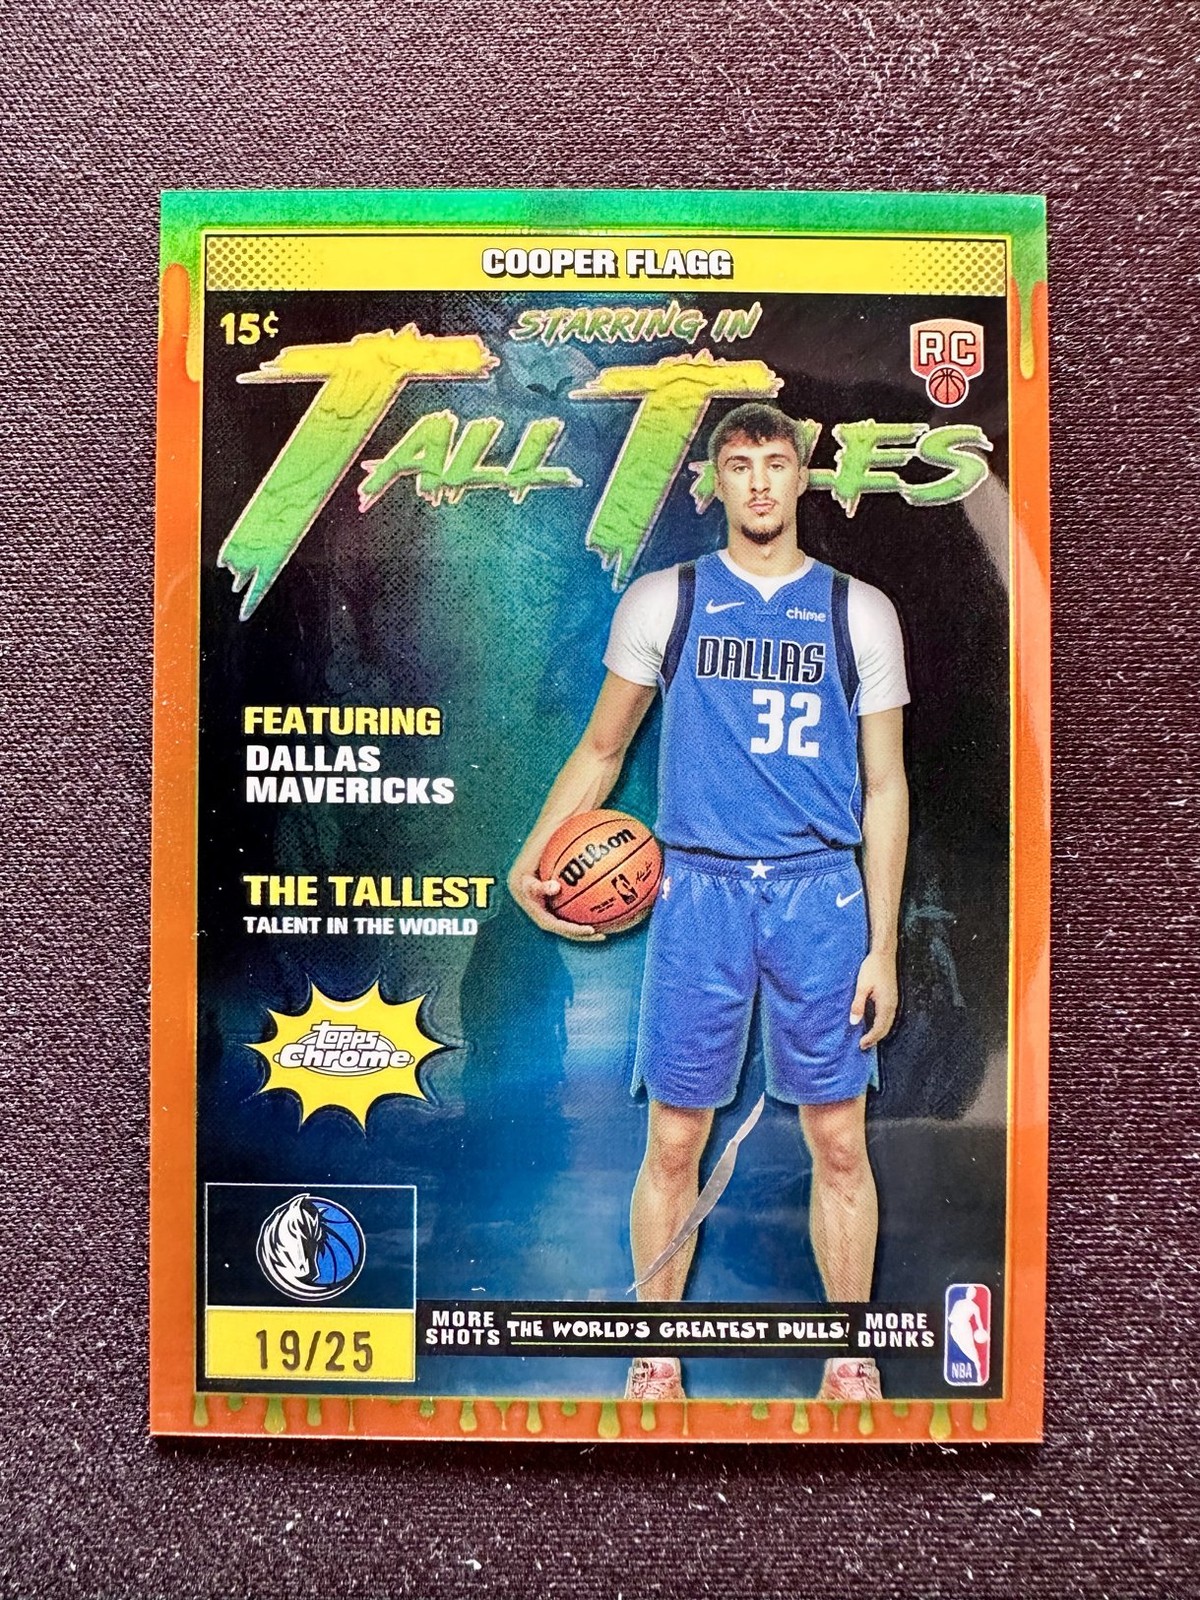 COOPER FLAGG
15¢
STARRING IN
RC
TALL TALES
chime
DALLAS
32
FEATURING
DALLAS
MAVERICKS
Wilson
THE TALLEST
TALENT IN THE WORLD
topps
Chrome
MORE
SHOTS
THE WORLD'S GREATEST PULLS!
MORE
DUNKS
19/25
NBA